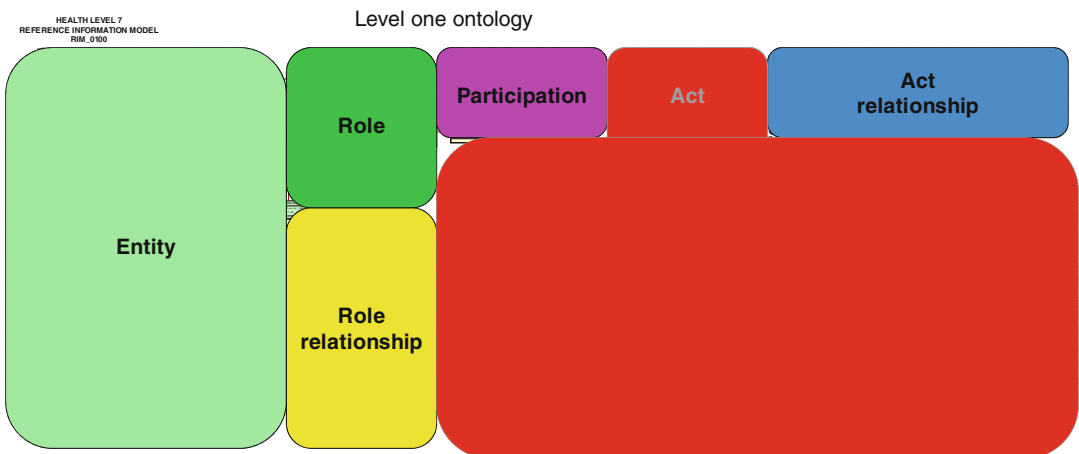 HEALTH LEVEL 7
REFERENCE INFORMATION MODEL
RIM_0100
Level one ontology
Entity
Role
Role
relationship
Participation
Act
Act
relationship